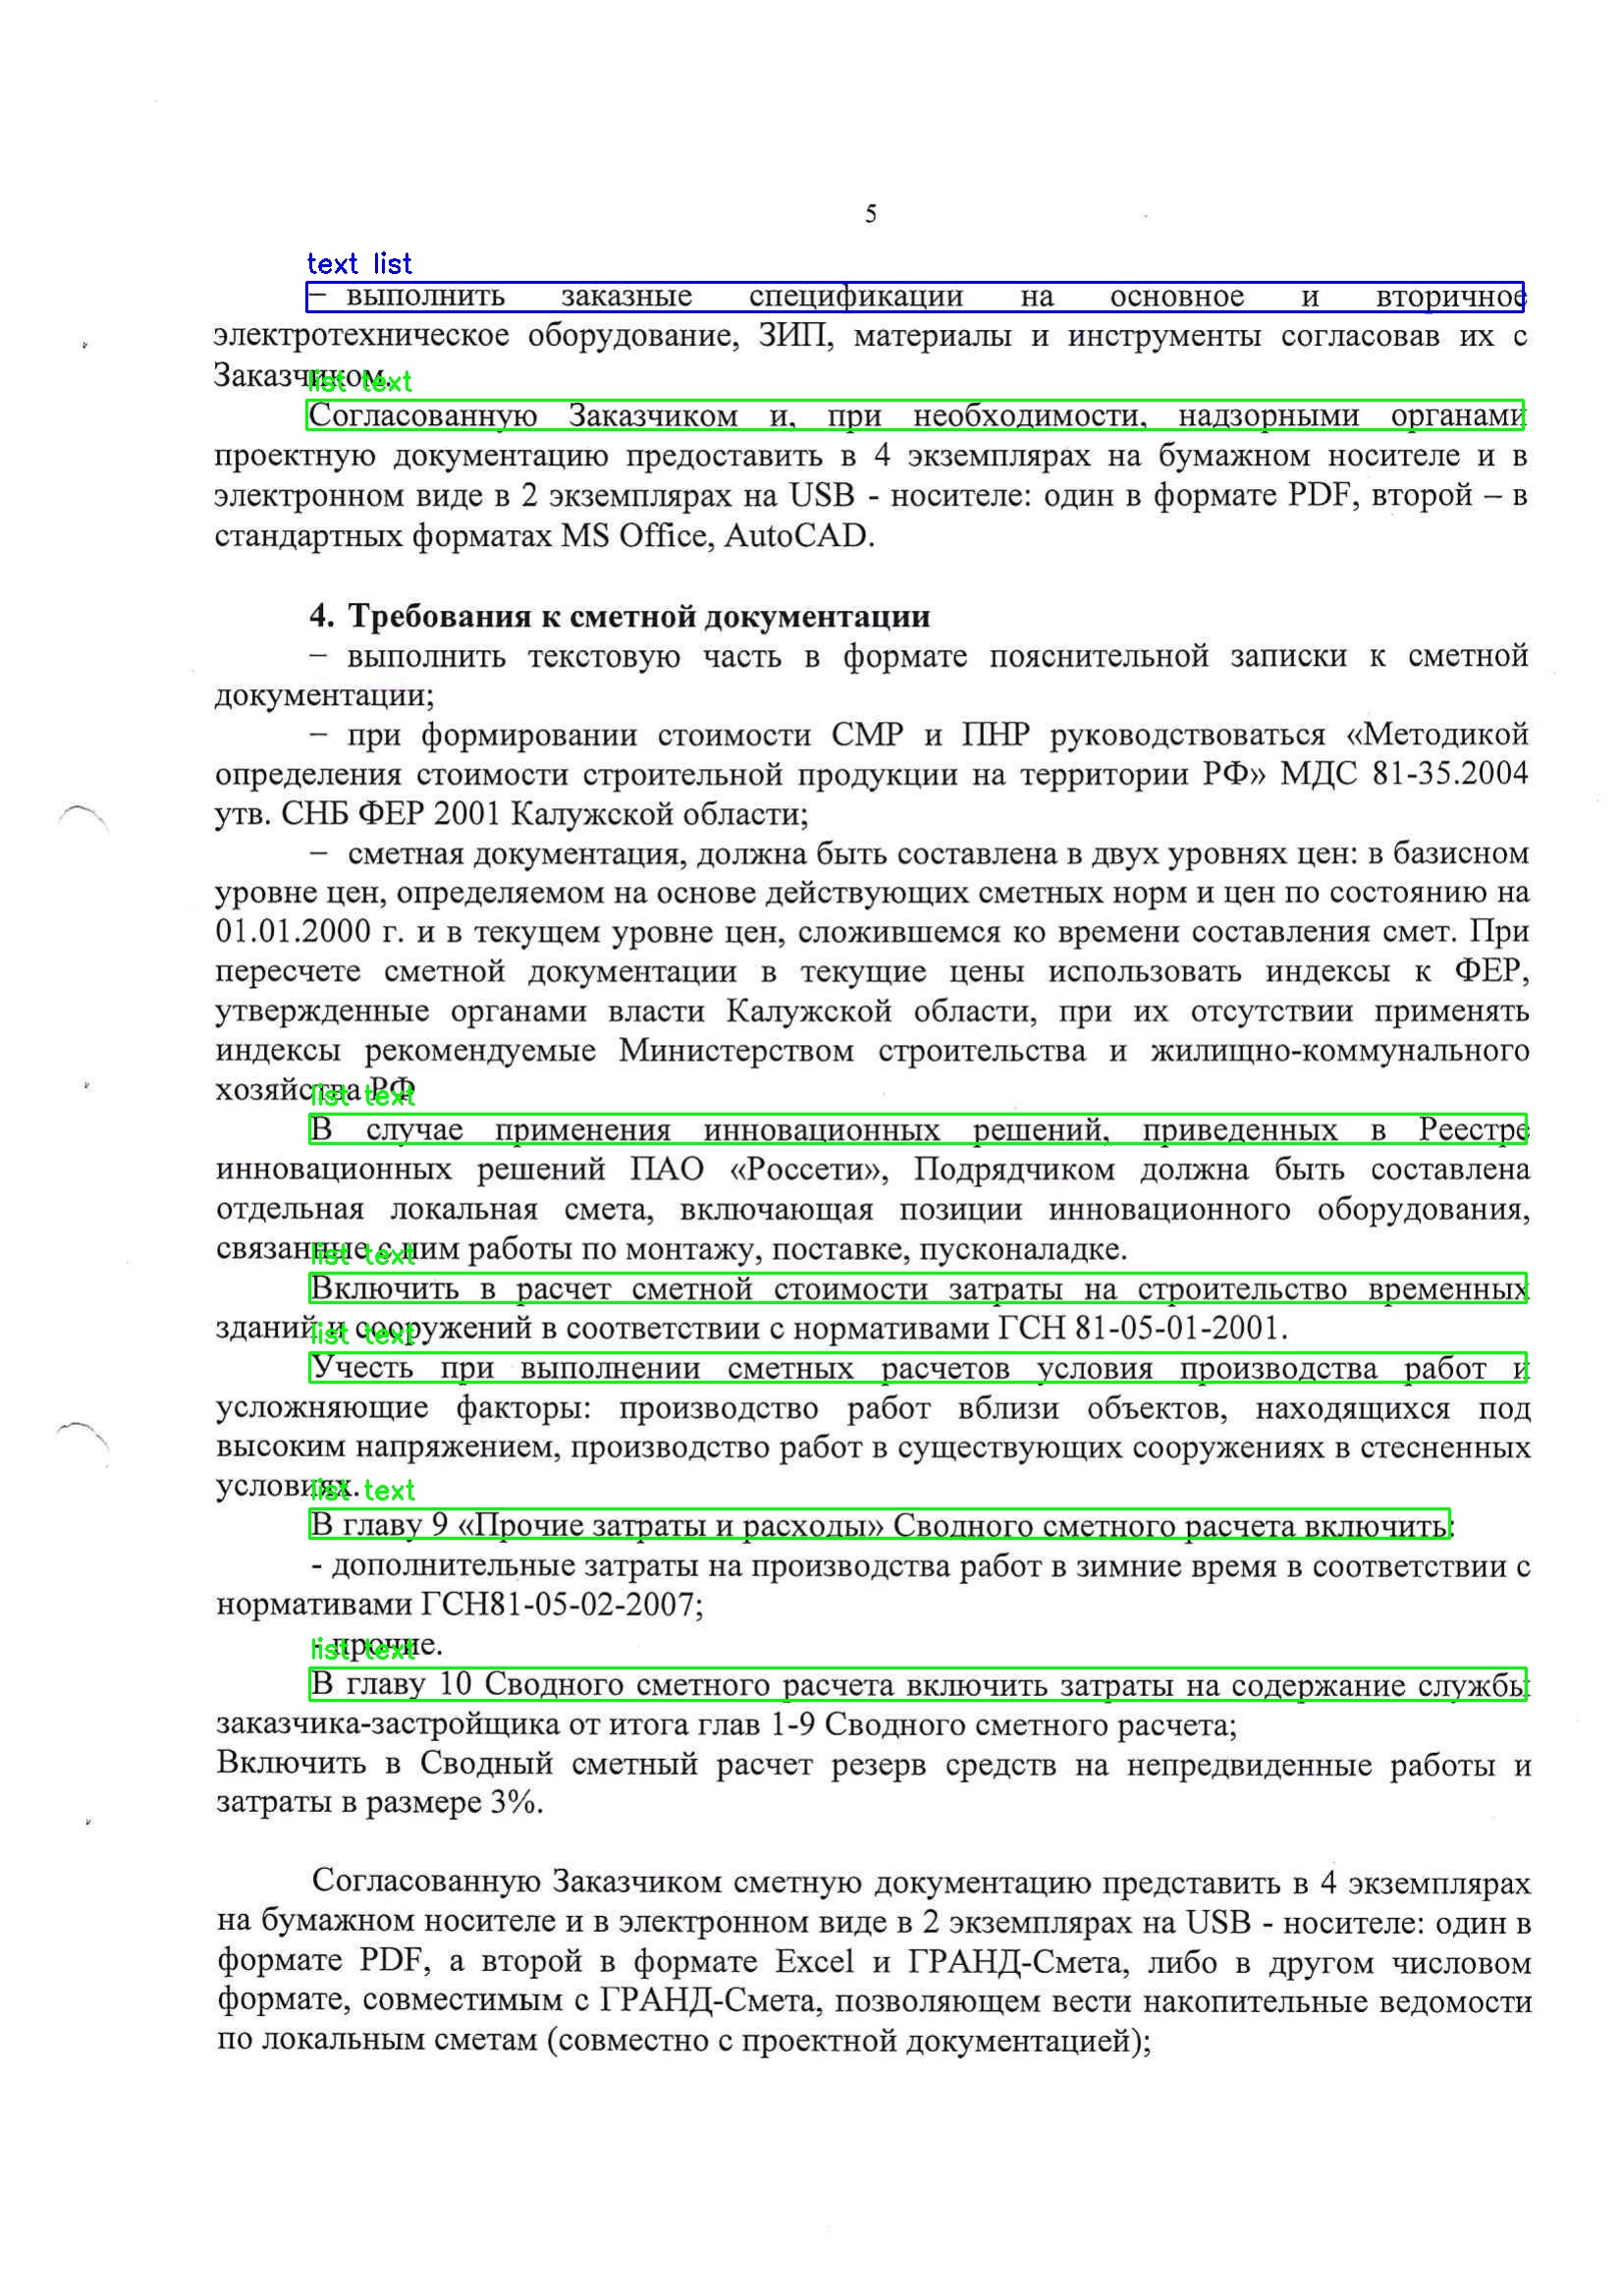 5
text list
– выполнить заказные спецификации на основное и вторичное
электротехническое оборудование, ЗИП, материалы и инструменты согласовав их с
Заказчиком.
list text
Согласованную Заказчиком и, при необходимости, надзорными органами
проектную документацию предоставить в 4 экземплярах на бумажном носителе и в
электронном виде в 2 экземплярах на USB - носителе: один в формате PDF, второй – в
стандартных форматах MS Office, AutoCAD.
4. Требования к сметной документации
– выполнить текстовую часть в формате пояснительной записки к сметной
документации;
– при формировании стоимости СМР и ПНР руководствоваться «Методикой
определения стоимости строительной продукции на территории РФ» МДС 81-35.2004
утв. СНБ ФЕР 2001 Калужской области;
– сметная документация, должна быть составлена в двух уровнях цен: в базисном
уровне цен, определяемом на основе действующих сметных норм и цен по состоянию на
01.01.2000 г. и в текущем уровне цен, сложившемся ко времени составления смет. При
пересчете сметной документации в текущие цены использовать индексы к ФЕР,
утвержденные органами власти Калужской области, при их отсутствии применять
индексы рекомендуемые Министерством строительства и жилищно-коммунального
хозяйства РФ
list text
В случае применения инновационных решений, приведенных в Реестре
инновационных решений ПАО «Россети», Подрядчиком должна быть составлена
отдельная локальная смета, включающая позиции инновационного оборудования,
связанные с ним работы по монтажу, поставке, пусконаладке.
list text
Включить в расчет сметной стоимости затраты на строительство временных
зданий и сооружений в соответствии с нормативами ГСН 81-05-01-2001.
list text
Учесть при выполнении сметных расчетов условия производства работ и
усложняющие факторы: производство работ вблизи объектов, находящихся под
высоким напряжением, производство работ в существующих сооружениях в стесненных
условиях.
list text
В главу 9 «Прочие затраты и расходы» Сводного сметного расчета включить:
- дополнительные затраты на производства работ в зимние время в соответствии с
нормативами ГСН81-05-02-2007;
- прочие.
list text
В главу 10 Сводного сметного расчета включить затраты на содержание службы
заказчика-застройщика от итога глав 1-9 Сводного сметного расчета;
Включить в Сводный сметный расчет резерв средств на непредвиденные работы и
затраты в размере 3%.
Согласованную Заказчиком сметную документацию представить в 4 экземплярах
на бумажном носителе и в электронном виде в 2 экземплярах на USB - носителе: один в
формате PDF, а второй в формате Excel и ГРАНД-Смета, либо в другом числовом
формате, совместимым с ГРАНД-Смета, позволяющем вести накопительные ведомости
по локальным сметам (совместно с проектной документацией);